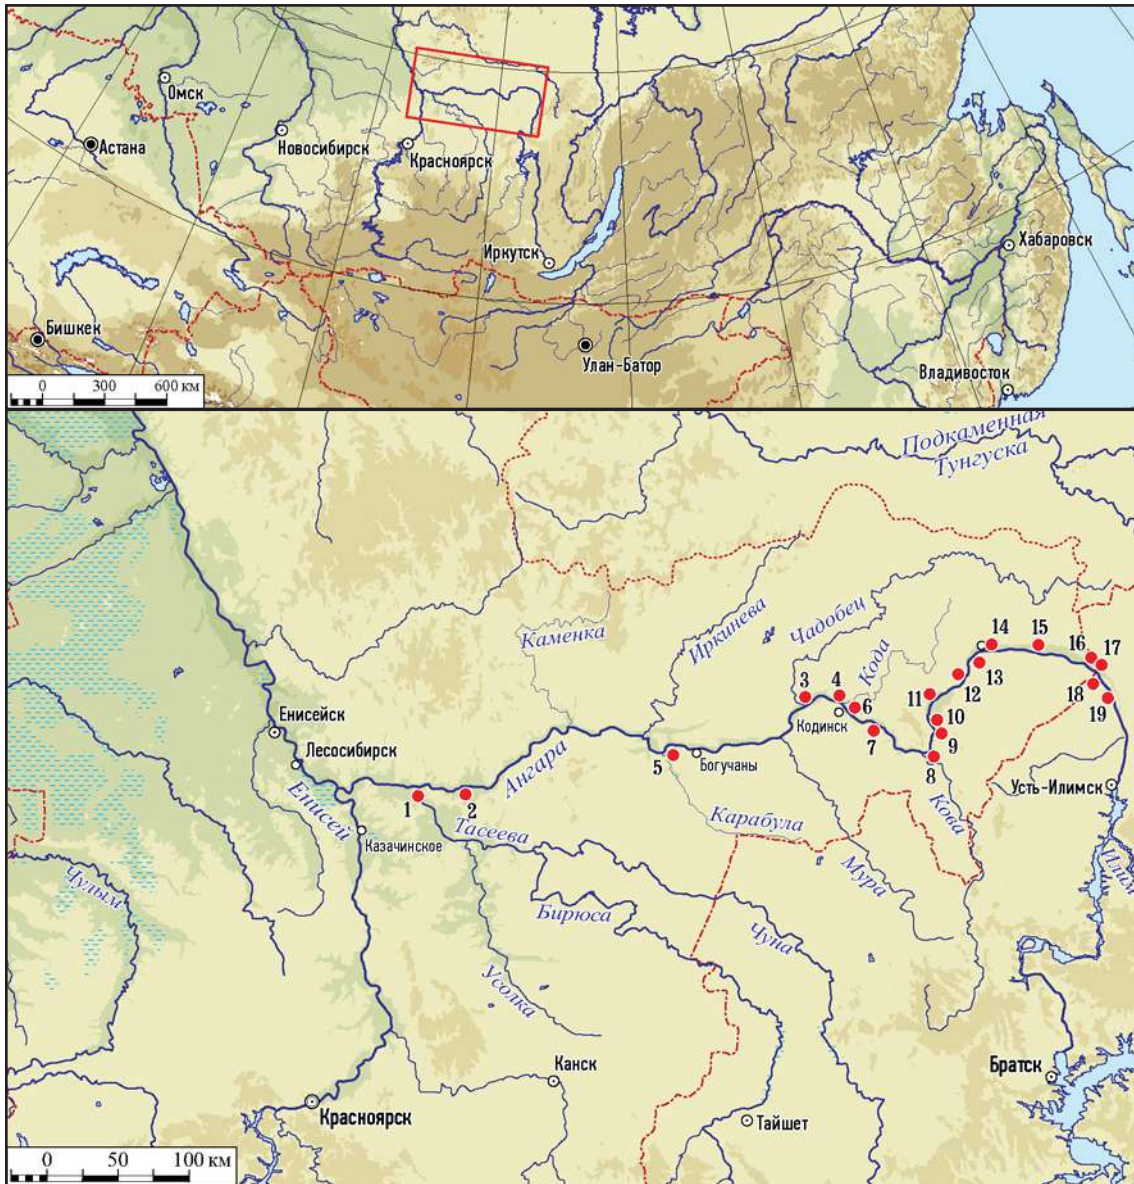 Омск
Астана
Новосибирск
Красноярск
Иркутск
Хабаровск
Бишкек
Улан-Батор
Владивосток
0 300 600 км
Подкаменная
Тунгуска
Каменка
Иркинева
Чадобец
Кода
14
15
16
17
3
4
6
13
12
11
18
19
Енисейск
Кодинск
10
7
9
Лесосибирск
Ангара
5
Богучаны
8
Усть-Илимск
Енисей
1
2
Тасеева
Карабула
Кова
Казачинское
Мура
Илим
Чулым
Бирюса
Чуна
Усолка
Канск
Братск
Красноярск
Тайшет
0 50 100 км